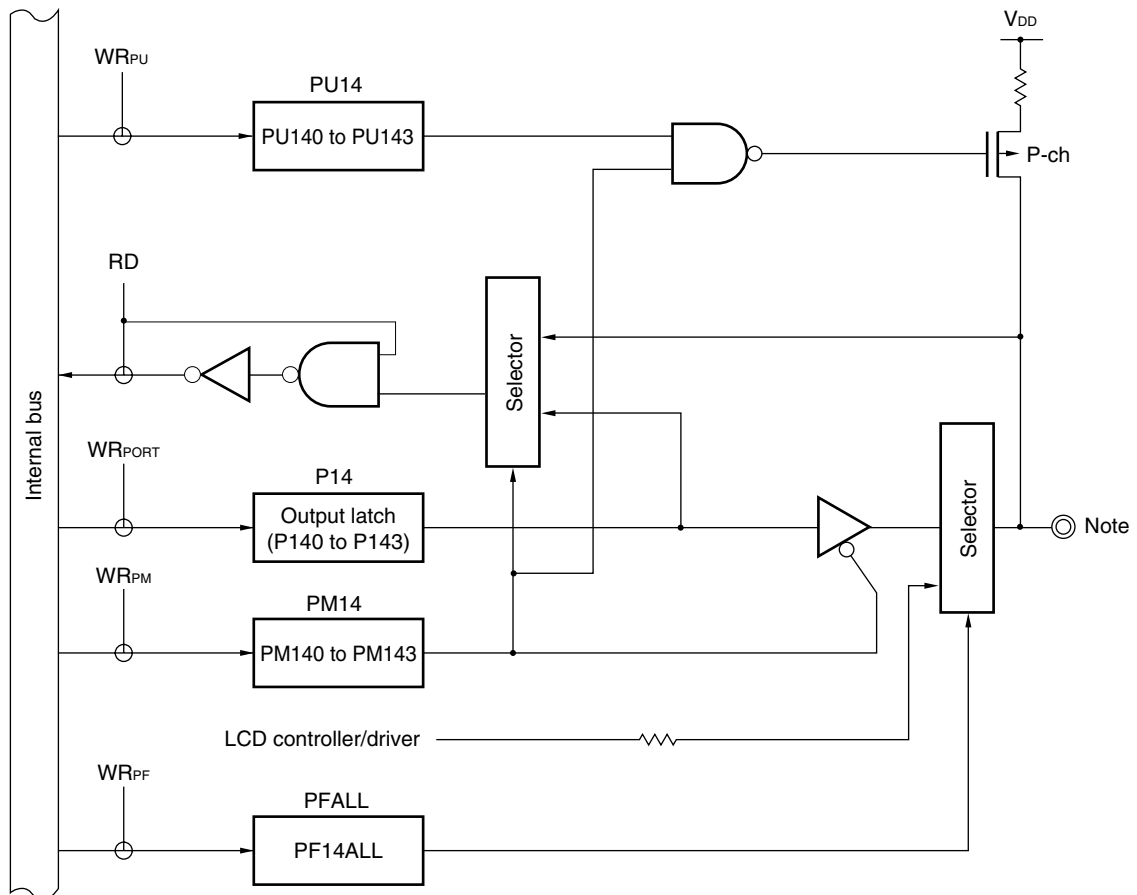 VDD
WRPU
PU14
PU140 to PU143
P-ch
RD
Selector
Internal bus
WRPORT
P14
Output latch
(P140 to P143)
Selector
Note
WRPM
PM14
PM140 to PM143
LCD controller/driver
WRPF
PFALL
PF14ALL